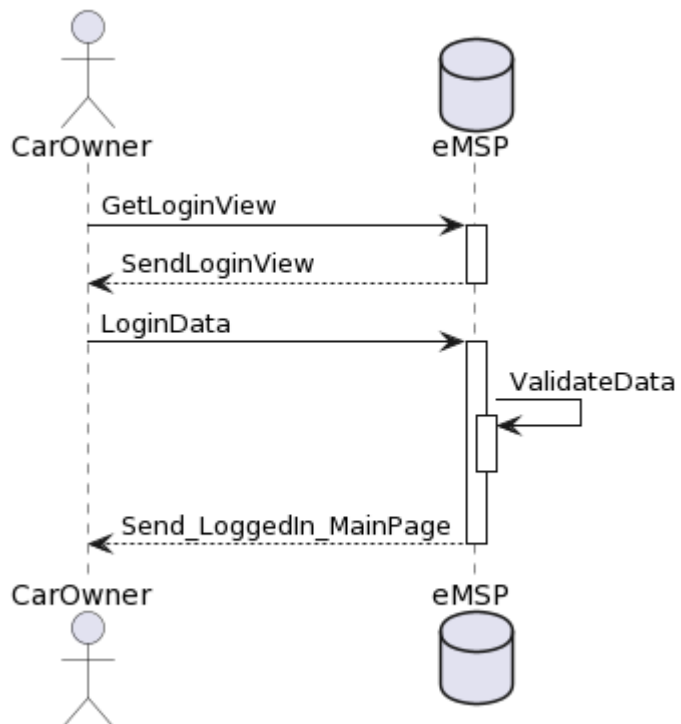 CarOwner
eMSP
GetLoginView
SendLoginView
LoginData
ValidateData
Send_LoggedIn_MainPage
CarOwner
eMSP